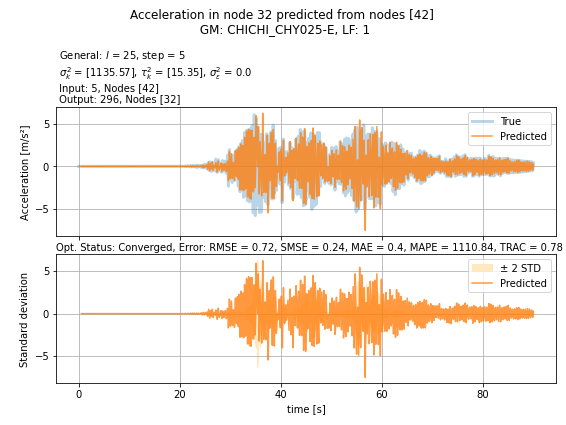 Acceleration in node 32 predicted from nodes [42]
GM: CHICHI_CHY025-E, LF: 1
General: l = 25, step = 5
σ²ₖ = [1135.57], τ²ₖ = [15.35], σ²ε = 0.0
Input: 5, Nodes [42]
Output: 296, Nodes [32]
Acceleration [m/s²]
5
0
−5
True
Predicted
Opt. Status: Converged, Error: RMSE = 0.72, SMSE = 0.24, MAE = 0.4, MAPE = 1110.84, TRAC = 0.78
Standard deviation
5
0
−5
± 2 STD
Predicted
0 20 40 60 80
time [s]